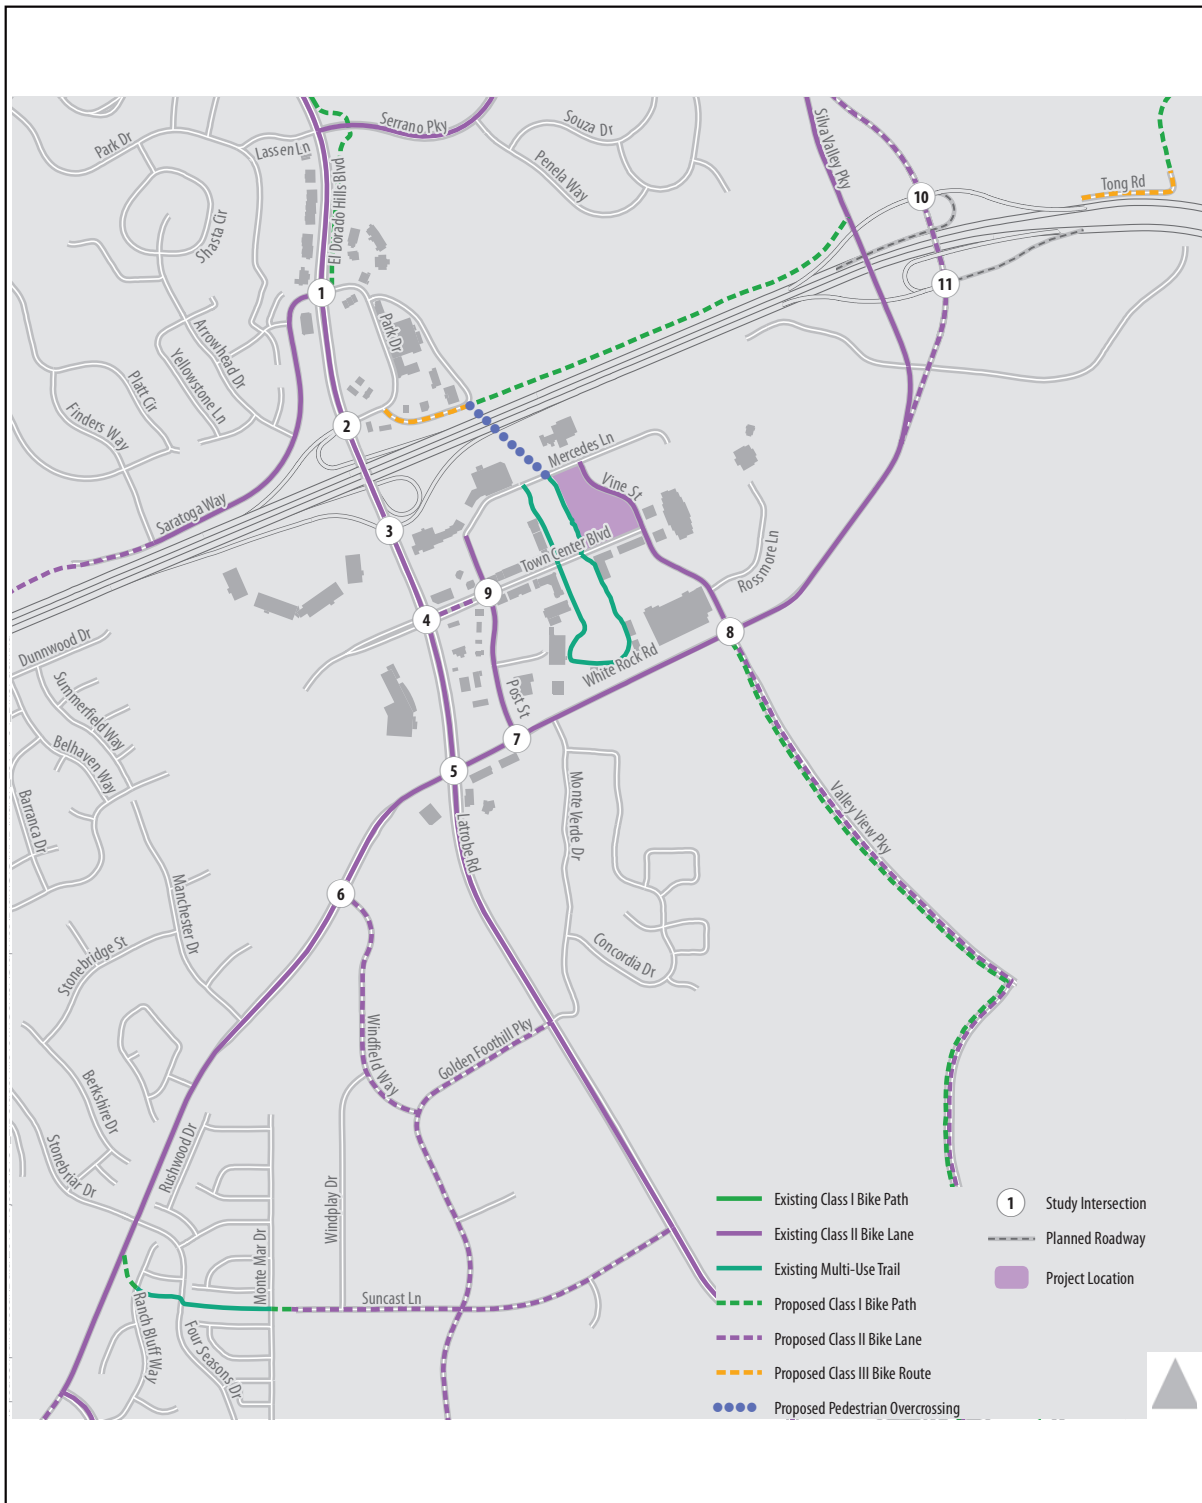 Serrano Pky
Souza Dr
Park Dr
Lassen Ln
Penela Way
El Dorado Hills Blvd
Silva Valley Pky
Tong Rd
10
Shasta Cir
11
1
Park Dr
Arrowhead Dr
Yellowstone Ln
Platt Cir
Finders Way
2
Mercedes Ln
Vine St
Saratoga Way
3
Town Center Blvd
Rossmore Ln
9
4
8
Dunnwood Dr
White Rock Rd
Summerfield Way
Post St
Belhaven Way
7
5
Barranca Dr
Latrobe Rd
Monte Verde Dr
Valley View Pky
6
Manchester Dr
Stonebridge St
Concordia Dr
Windfield Way
Golden Foothill Pky
Berkshire Dr
Stonebriar Dr
Rushwood Dr
Windplay Dr
Monte Mar Dr
Suncast Ln
Ranch Bluff Way
Four Seasons Dr
Existing Class I Bike Path
Existing Class II Bike Lane
Existing Multi-Use Trail
Proposed Class I Bike Path
Proposed Class II Bike Lane
Proposed Class III Bike Route
Proposed Pedestrian Overcrossing
1 Study Intersection
Planned Roadway
Project Location